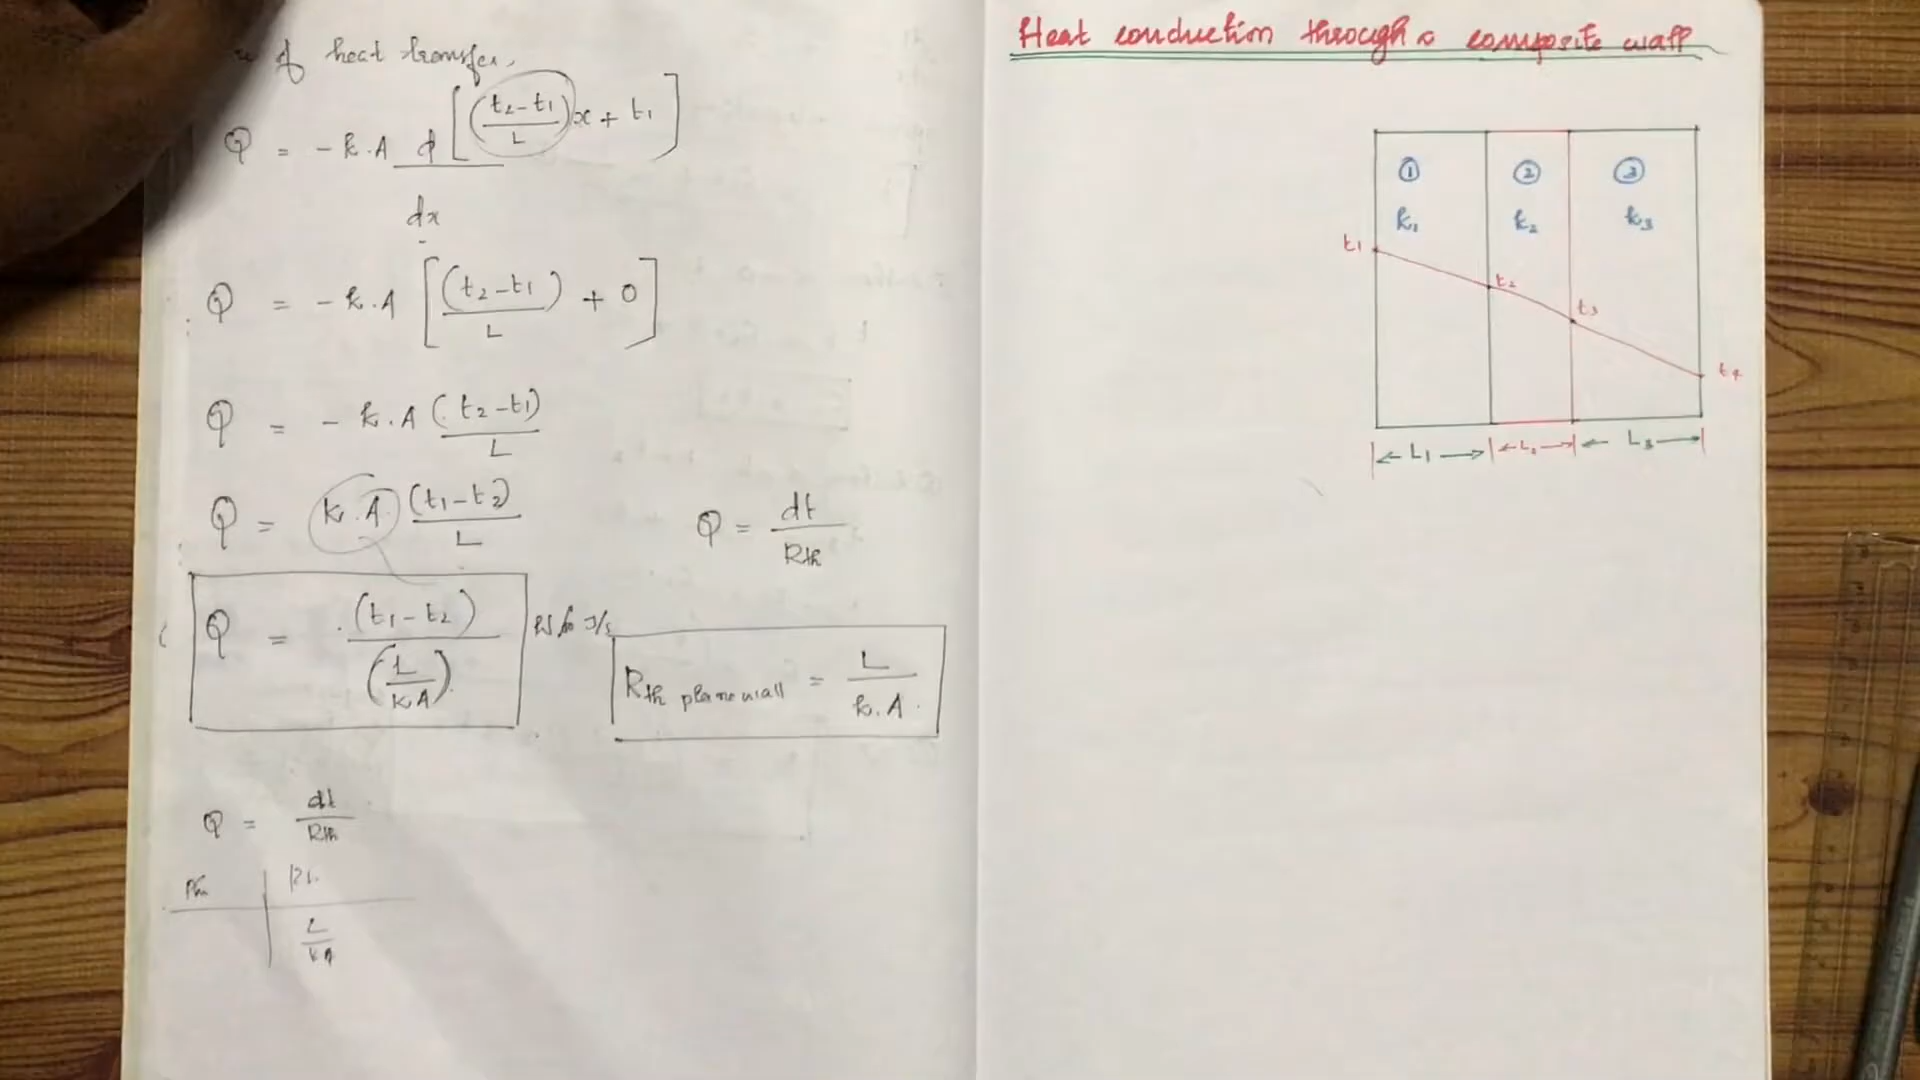 of heat transfer,
Q = - k.A d [(t2-t1)/L x + t1]
dx
Q = - k.A [(t2-t1)/L + 0]
Q = - k.A (t2-t1)/L
Q = k.A. (t1-t2)/L
Q = dt/Rth
Q = (t1-t2)/(L/kA) J/s
Rth plane wall = L/k.A
Q = dt/Rth
L/kA
Heat conduction through a composite wall
① ② ③
k1 k2 k3
t1
t2
t3
t4
L1 L2 L3